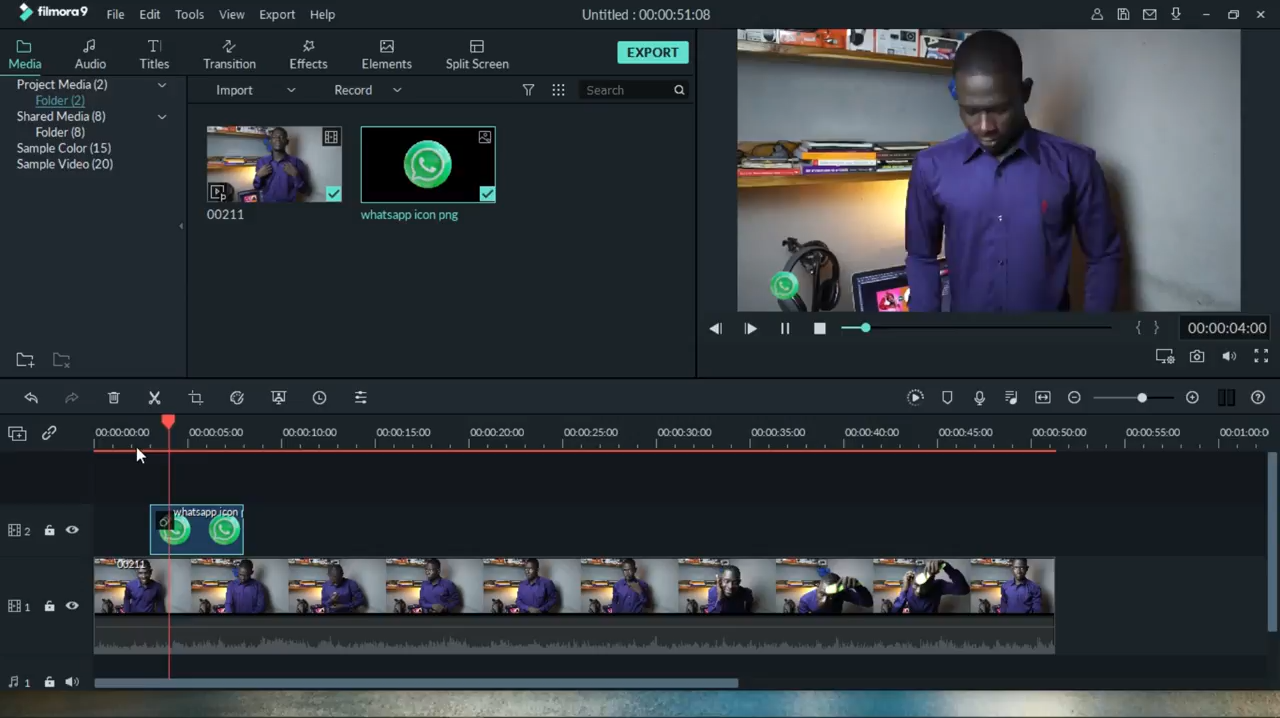 filmora9 File Edit Tools View Export Help Untitled : 00:00:51:08
Media Audio Titles Transition Effects Elements Split Screen EXPORT
Project Media (2)
Folder (2)
Shared Media (8)
Folder (8)
Sample Color (15)
Sample Video (20)
Import Record Search
00211 whatsapp icon png
00:00:04:00
00:00:00:00 00:00:05:00 00:00:10:00 00:00:15:00 00:00:20:00 00:00:25:00 00:00:30:00 00:00:35:00 00:00:40:00 00:00:45:00 00:00:50:00 00:00:55:00 00:01:00:0
whatsapp icon
2
00211
1
1